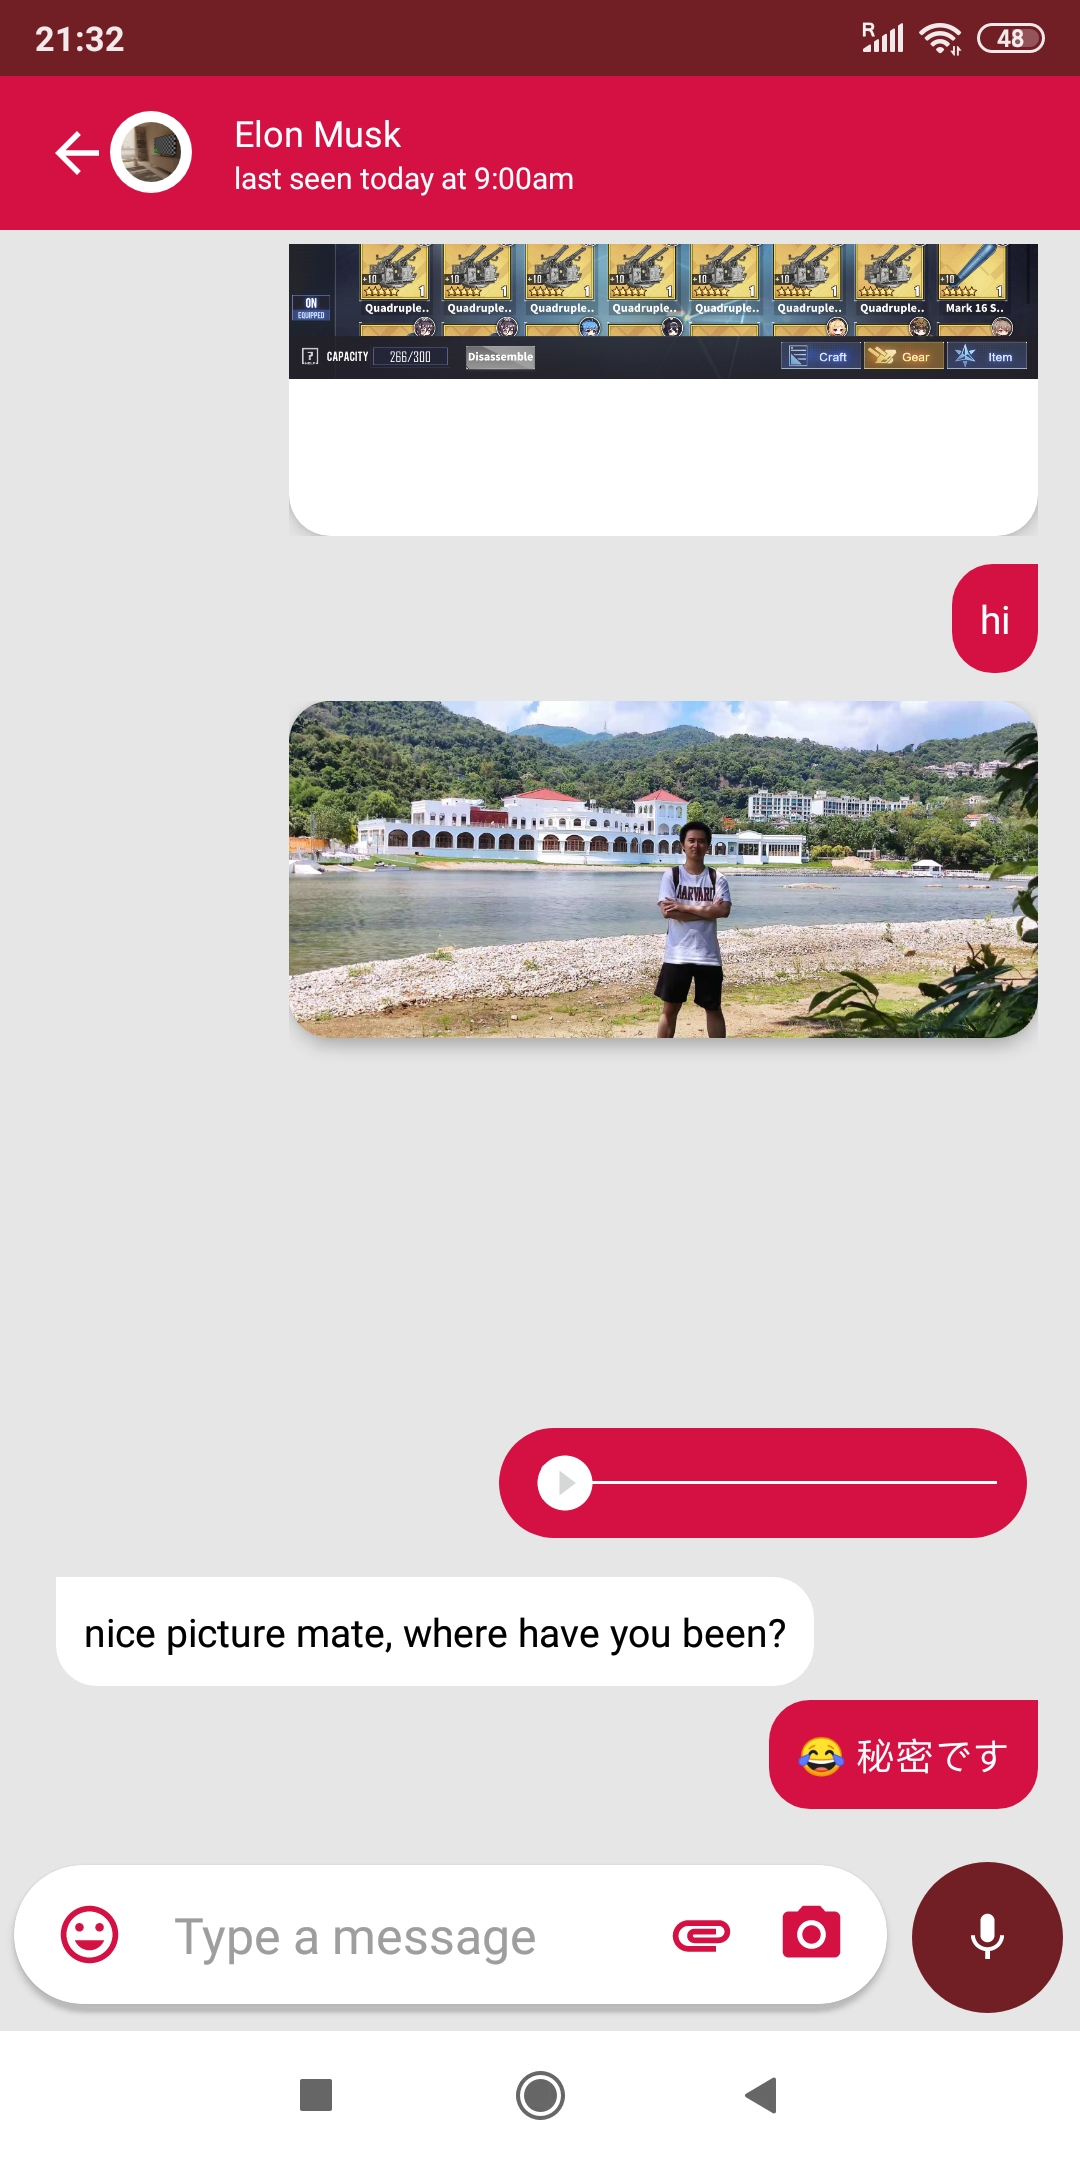 21:32
R
48
Elon Musk
last seen today at 9:00am
+10 1 +10 1 +10 1 +10 1 +10 1 +10 1 +10 1 +10 1
ON
EQUIPPED
Quadruple.. Quadruple.. Quadruple.. Quadruple.. Quadruple.. Quadruple.. Quadruple.. Mark 16 S..
? CAPACITY 266/300 Disassemble Craft Gear Item
hi
HARVARD
nice picture mate, where have you been?
😂 秘密です
Type a message